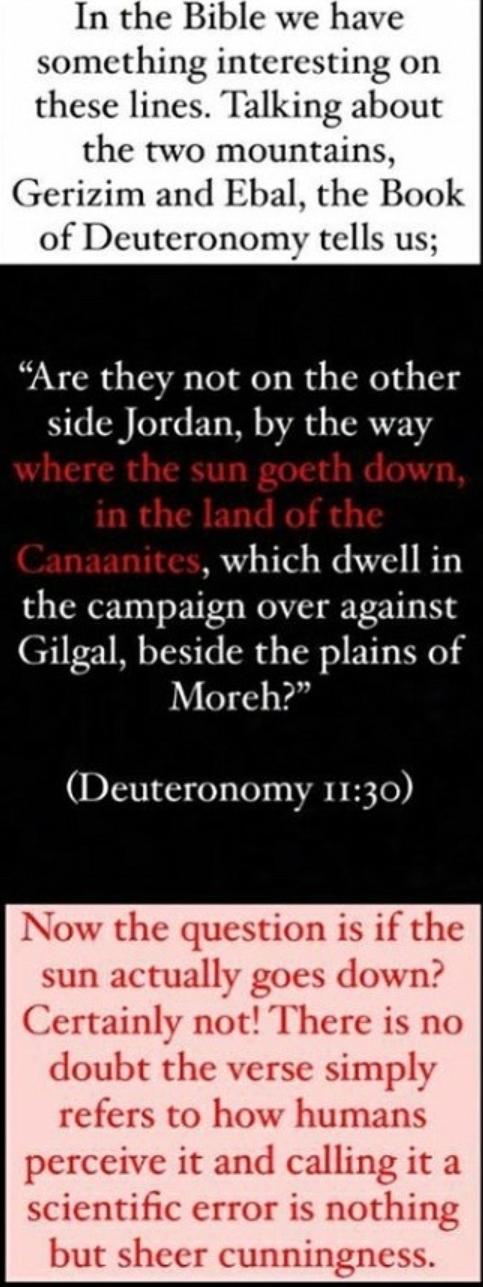 In the Bible we have
something interesting on
these lines. Talking about
the two mountains,
Gerizim and Ebal, the Book
of Deuteronomy tells us;
“Are they not on the other
side Jordan, by the way
where the sun goeth down,
in the land of the
Canaanites, which dwell in
the campaign over against
Gilgal, beside the plains of
Moreh?”
(Deuteronomy 11:30)
Now the question is if the
sun actually goes down?
Certainly not! There is no
doubt the verse simply
refers to how humans
perceive it and calling it a
scientific error is nothing
but sheer cunningness.